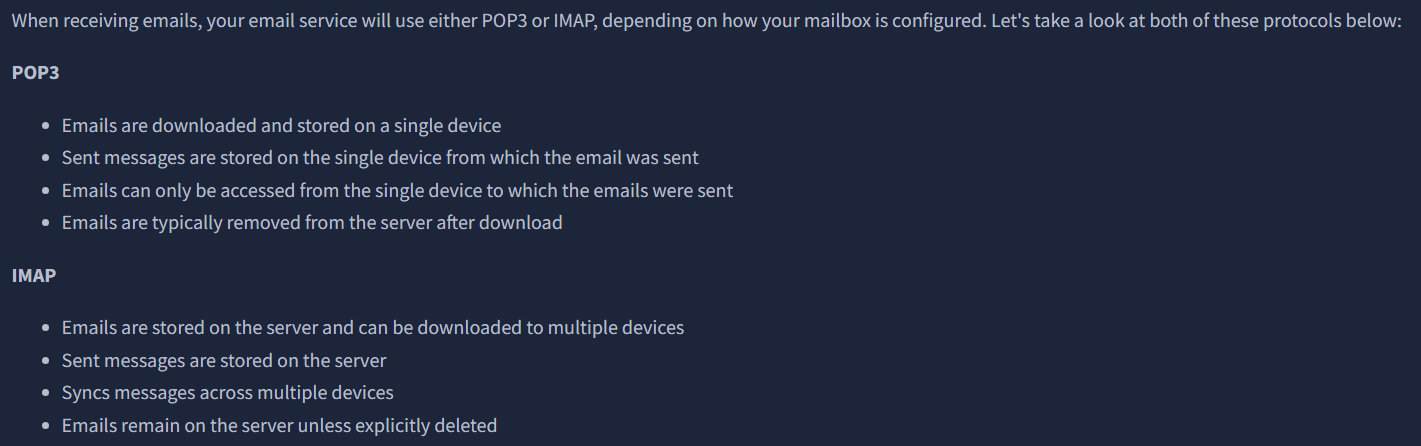 When receiving emails, your email service will use either POP3 or IMAP, depending on how your mailbox is configured. Let's take a look at both of these protocols below:
POP3
• Emails are downloaded and stored on a single device
• Sent messages are stored on the single device from which the email was sent
• Emails can only be accessed from the single device to which the emails were sent
• Emails are typically removed from the server after download
IMAP
• Emails are stored on the server and can be downloaded to multiple devices
• Sent messages are stored on the server
• Syncs messages across multiple devices
• Emails remain on the server unless explicitly deleted